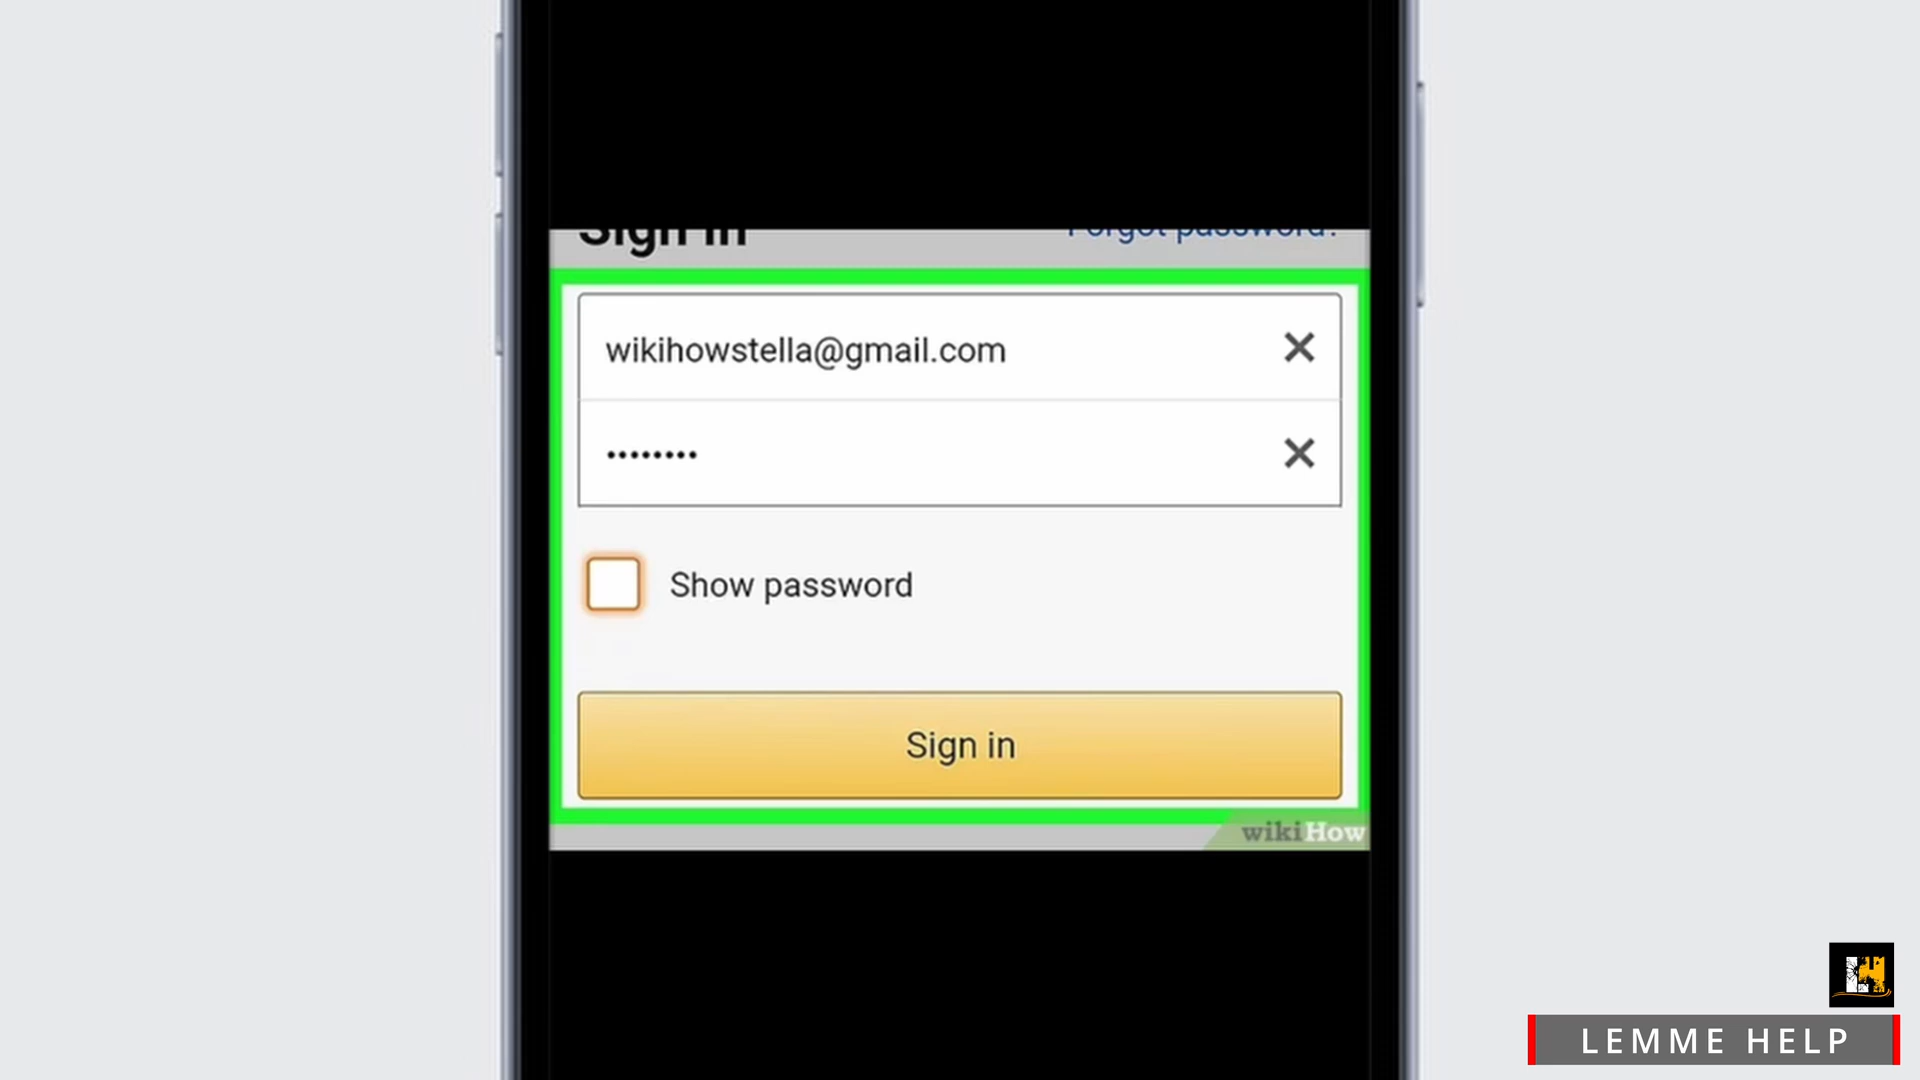 Sign in
Forgot password?
wikihowstella@gmail.com
••••••••
Show password
Sign in
wikiHow
LEMME HELP